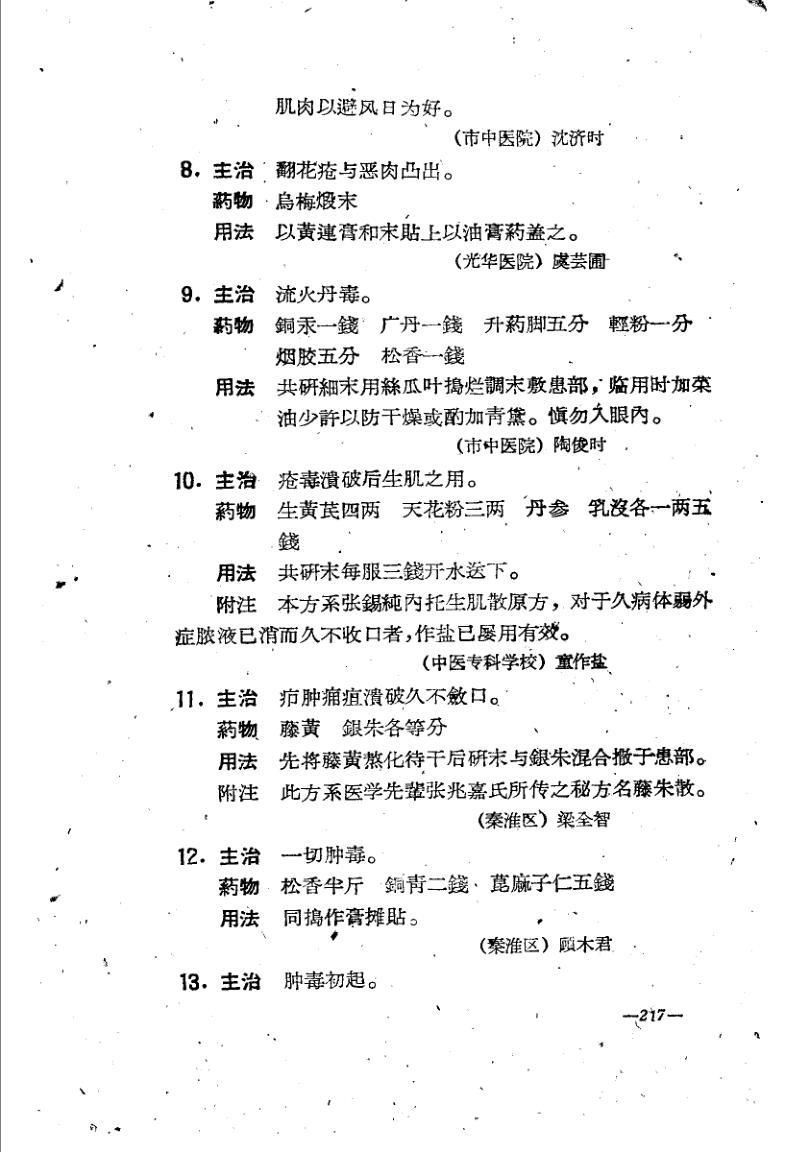 肌肉以避风日为好。
（市中医院）沈济时
8．主治　翻花疮与恶肉凸出。
葯物　烏梅煅末
用法　以黃連膏和末貼上以油膏葯盖之。
（光华医院）虞芸圃
9．主治　流火丹毒。
葯物　銅汞一錢　广丹一錢　升葯脚五分　輕粉一分
烟胶五分　松香一錢
用法　共研細末用絲瓜叶搗烂調末敷患部，临用时加菜
油少許以防干燥或酌加青黛。慎勿入眼內。
（市中医院）陶俊时
10．主治　疮毒潰破后生肌之用。
葯物　生黃芪四两　天花粉三两　丹参　乳沒各一两五
錢
用法　共研末每服三錢开水送下。
附注　本方系张錫純內托生肌散原方，对于久病体弱外
症脓液已消而久不收口者，作盐已屡用有效。
（中医专科学校）童作盐
11．主治　疖肿痈疽潰破久不斂口。
葯物　藤黃　銀朱各等分
用法　先将藤黃熬化待干后研末与銀朱混合撒于患部。
附注　此方系医学先辈张兆嘉氏所传之秘方名藤朱散。
（秦淮区）梁全智
12．主治　一切肿毒。
葯物　松香半斤　銅青二錢　萞麻子仁五錢
用法　同搗作膏摊貼。
（秦淮区）顾木君
13．主治　肿毒初起。
—217—